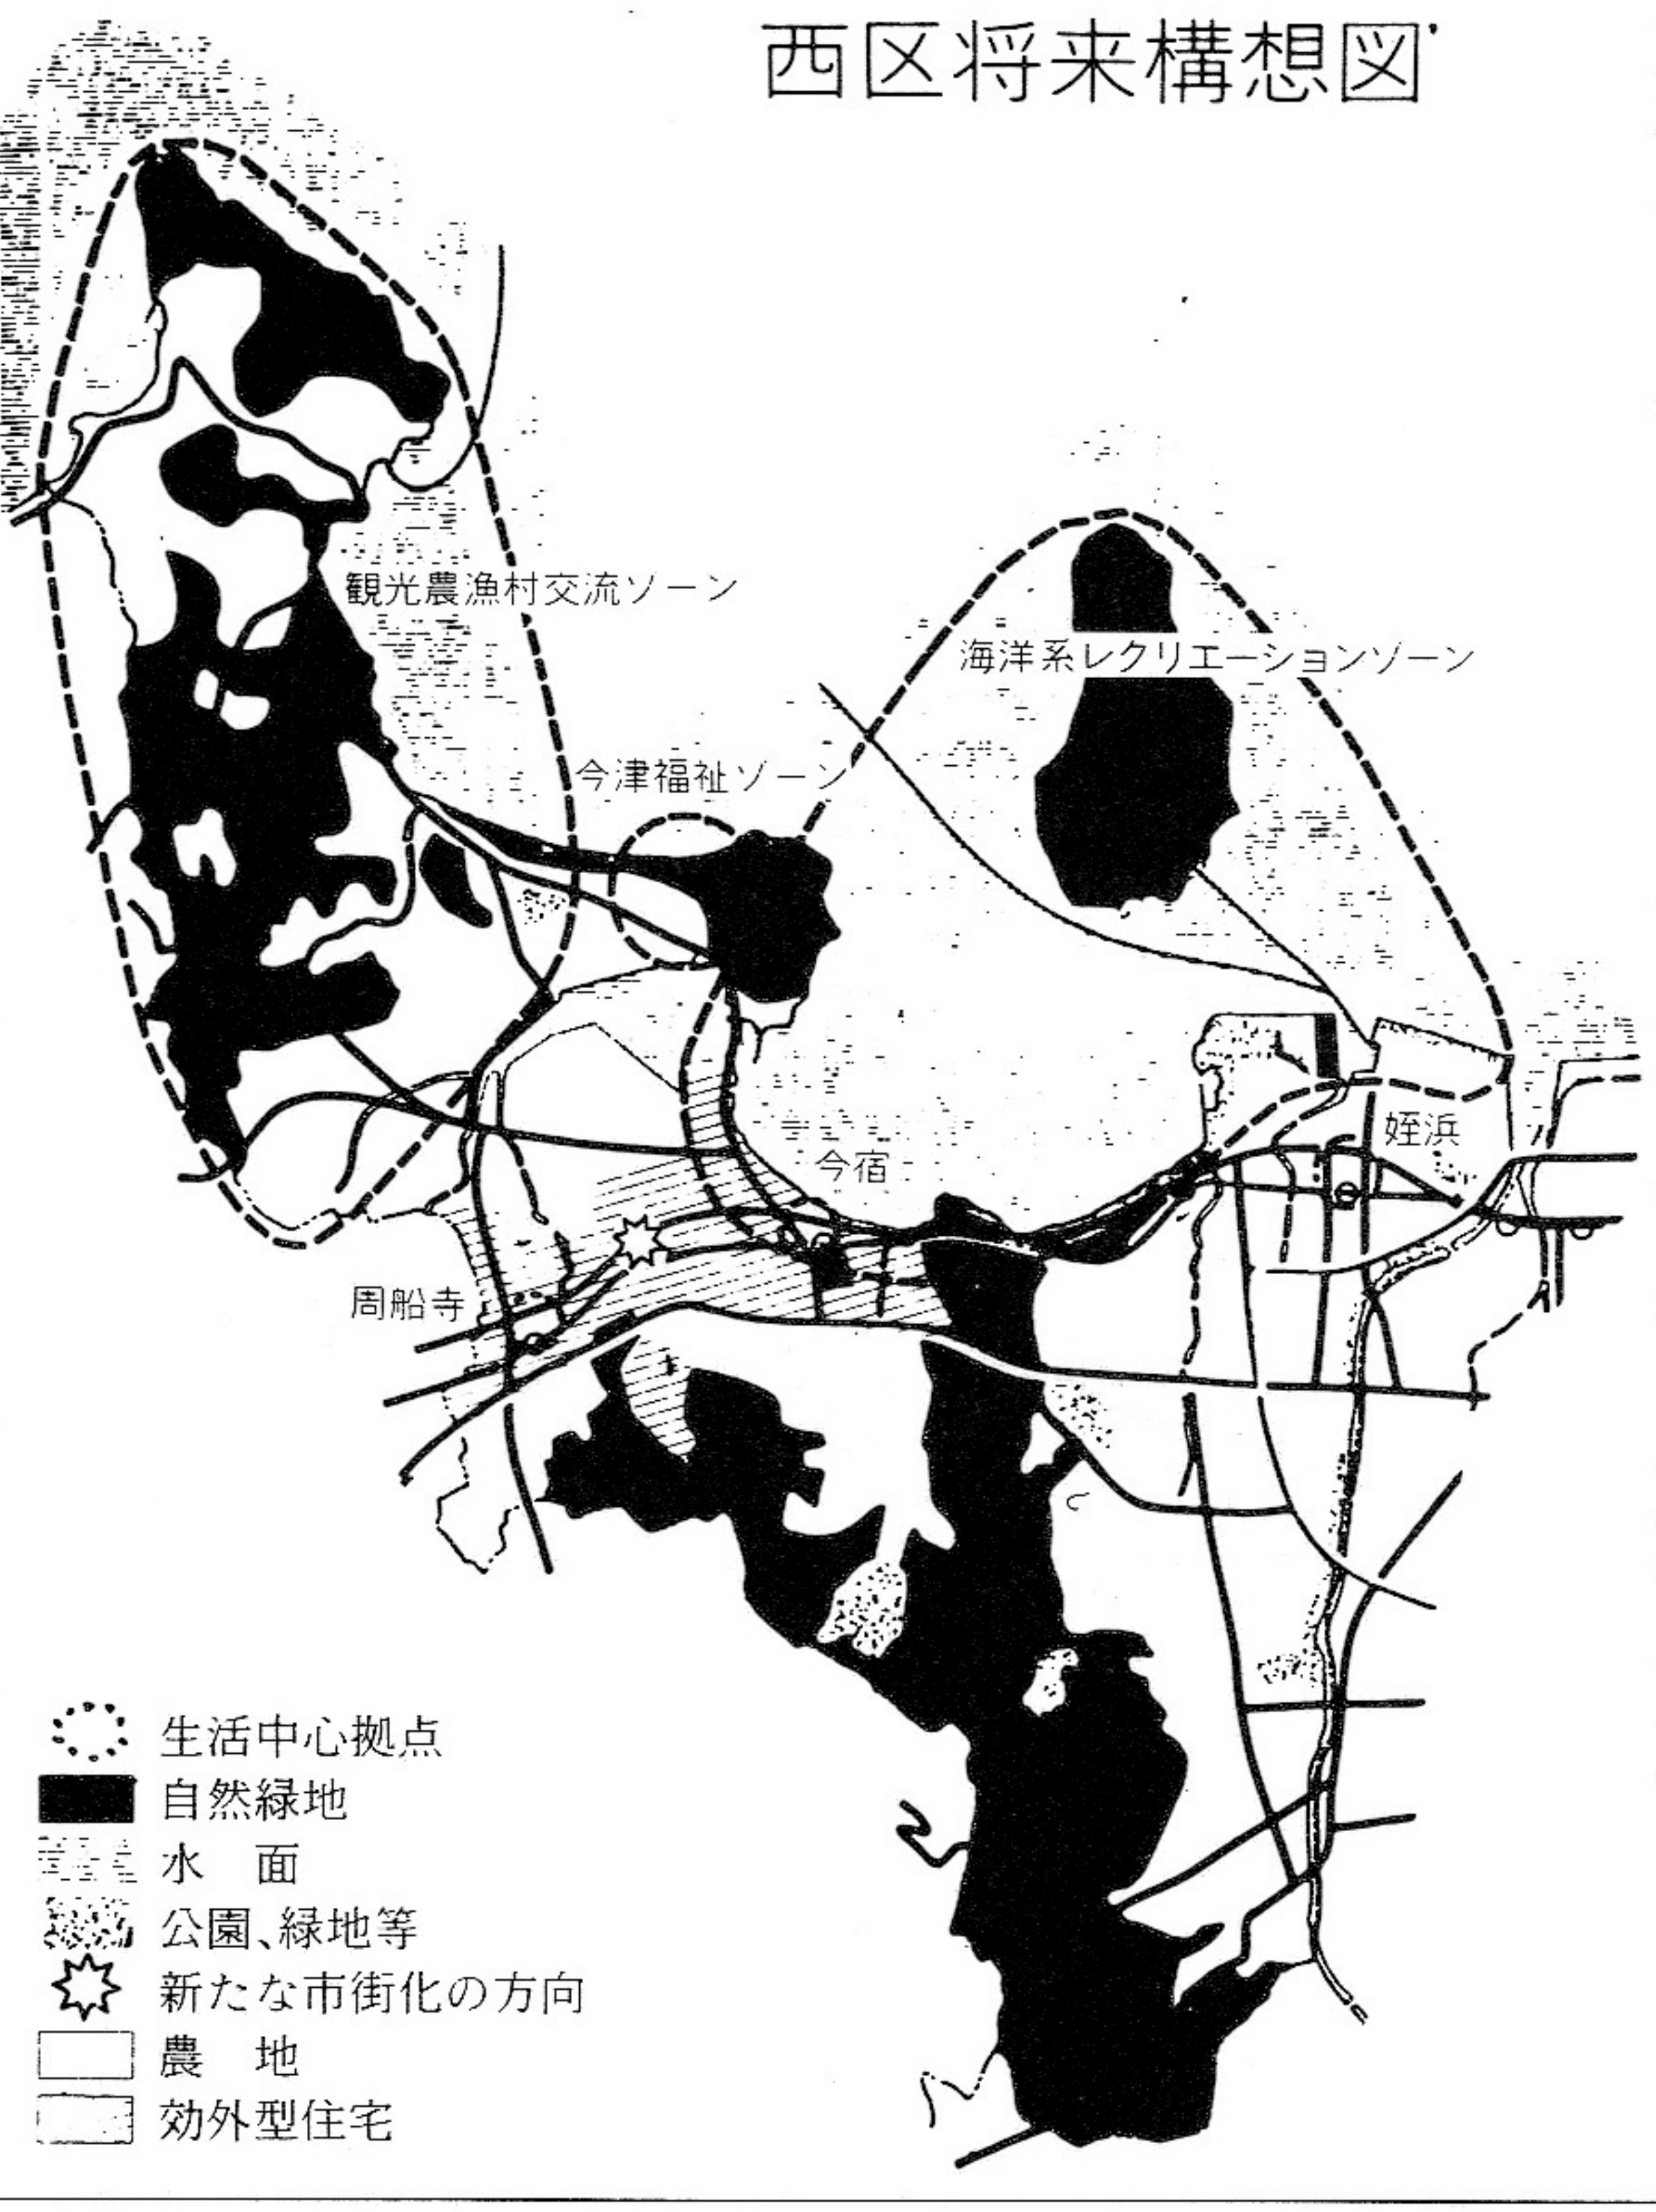 西区将来構想図
観光農漁村交流ゾーン
海洋系レクリエーションゾーン
今津福祉ゾーン
姪浜
今宿
周船寺
生活中心拠点
自然緑地
水　面
公園、緑地等
新たな市街化の方向
農　地
効外型住宅